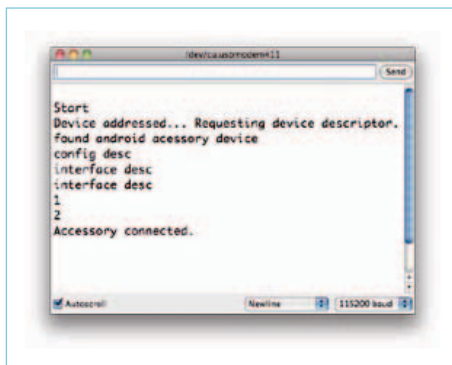 /dev/cu.usbmodem411
Send
Start
Device addressed... Requesting device descriptor.
found android acessory device
config desc
interface desc
interface desc
1
2
Accessory connected.
Autoscroll
Newline
115200 baud